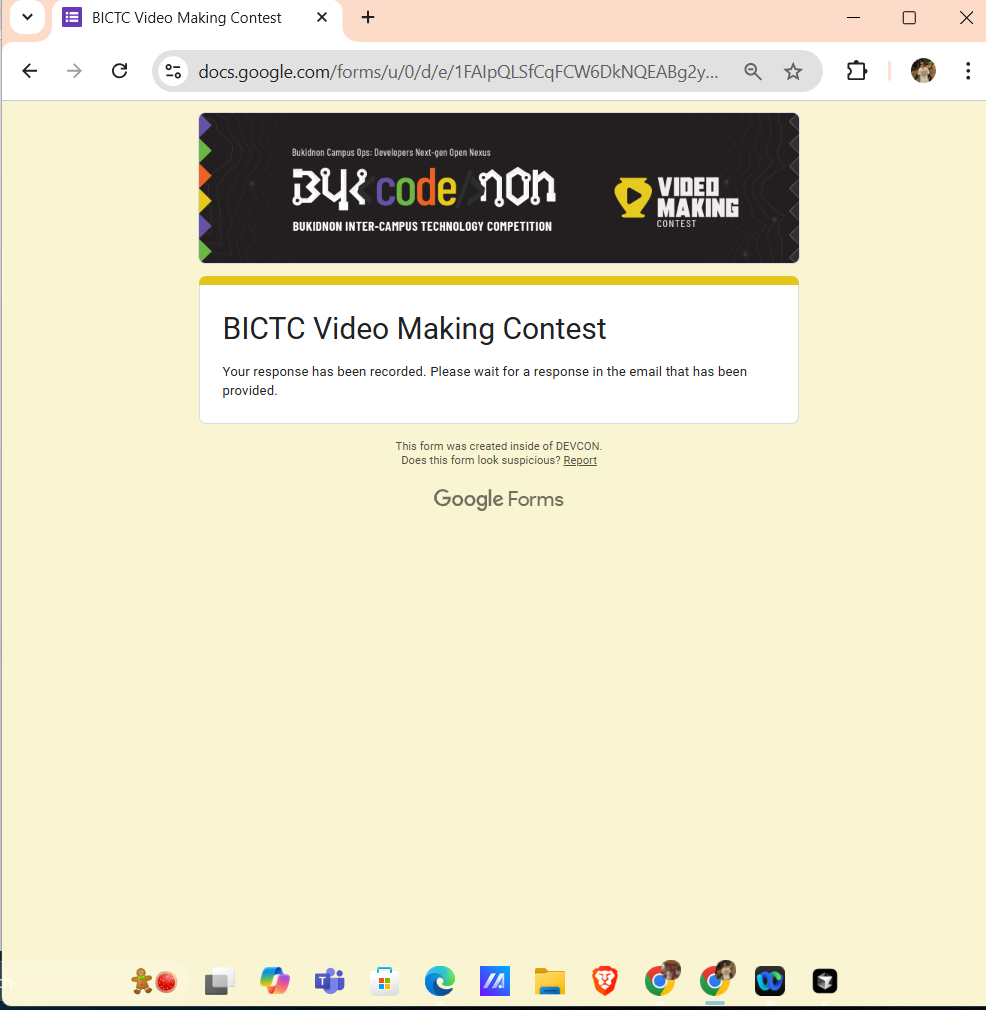 BICTC Video Making Contest
docs.google.com/forms/u/0/d/e/1FAIpQLSfCqFCW6DkNQEABg2y...
Bukidnon Campus Ops: Developers Next-gen Open Nexus
BUK code non
BUKIDNON INTER-CAMPUS TECHNOLOGY COMPETITION
VIDEO
MAKING
CONTEST
BICTC Video Making Contest
Your response has been recorded. Please wait for a response in the email that has been
provided.
This form was created inside of DEVCON.
Does this form look suspicious? Report
Google Forms